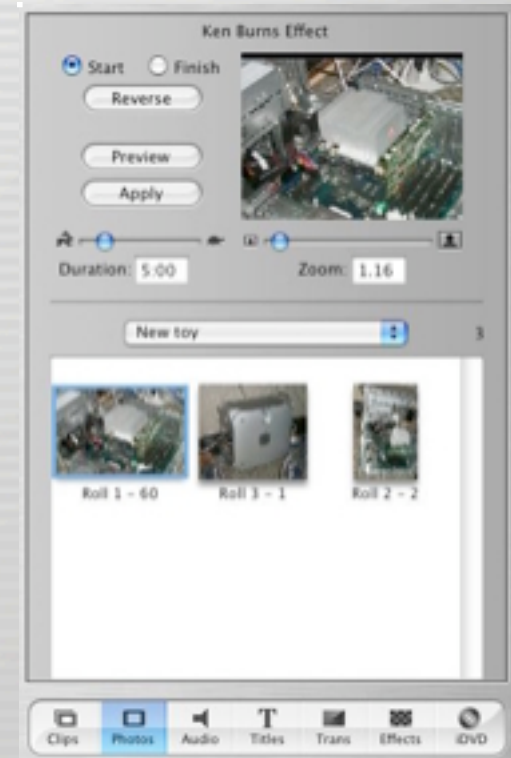 Ken Burns Effect
Start Finish
Reverse
Preview
Apply
Duration: 5:00 Zoom: 1.16
New toy 3
Roll 1 - 60 Roll 3 - 1 Roll 2 - 2
Clips Photos Audio Titles Trans Effects iDVD